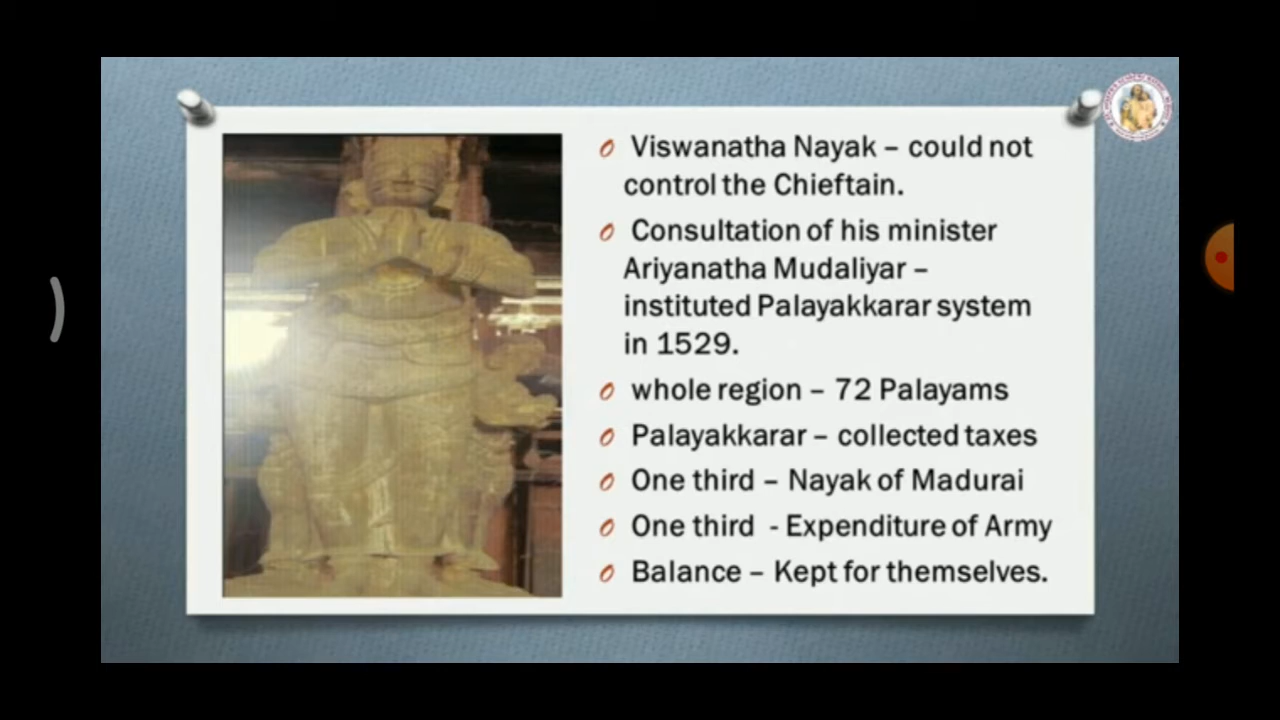 Viswanatha Nayak – could not
control the Chieftain.
Consultation of his minister
Ariyanatha Mudaliyar –
instituted Palayakkarar system
in 1529.
whole region – 72 Palayams
Palayakkarar – collected taxes
One third – Nayak of Madurai
One third - Expenditure of Army
Balance – Kept for themselves.